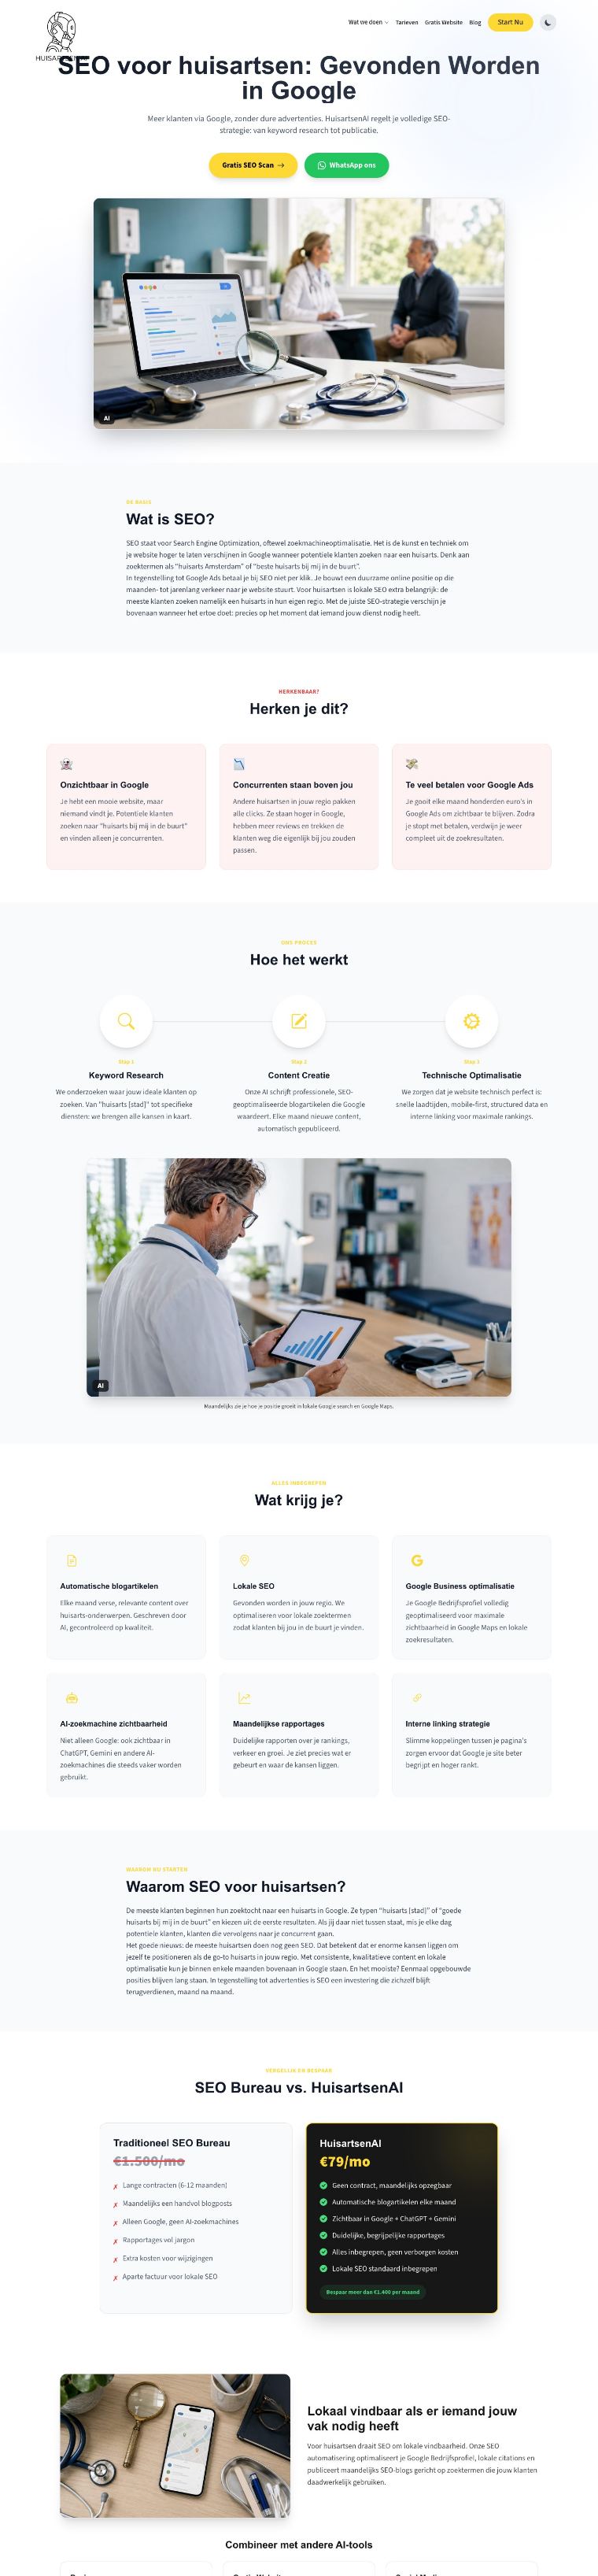 Wat we doen
Tarieven
Gratis Website
Blog
Start Nu
SEO voor huisartsen: Gevonden Worden
in Google
Meer klanten via Google, zonder dure advertenties. HuisartsenAI regelt je volledige SEO-
strategie: van keyword research tot publicatie.
Gratis SEO Scan →
WhatsApp ons
AI
DE BASIS
Wat is SEO?
SEO staat voor Search Engine Optimization, oftewel zoekmachineoptimalisatie. Het is de kunst en techniek om
je website hoger te laten verschijnen in Google wanneer potentiële klanten zoeken naar een huisarts. Denk aan
zoektermen als "huisarts Amsterdam" of "beste huisarts bij mij in de buurt".
In tegenstelling tot Google Ads betaal je bij SEO niet per klik. Je bouwt een duurzame online positie op die
maanden- tot jarenlang verkeer naar je website stuurt. Voor huisartsen is lokale SEO extra belangrijk: de
meeste klanten zoeken namelijk een huisarts in hun eigen regio. Met de juiste SEO-strategie verschijn je
bovenaan wanneer het ertoe doet: precies op het moment dat iemand jouw dienst nodig heeft.
HERKENBAAR?
Herken je dit?
Onzichtbaar in Google
Je hebt een mooie website, maar
niemand vindt je. Potentiële klanten
zoeken naar "huisarts bij mij in de buurt"
en vinden alleen je concurrenten.
Concurrenten staan boven jou
Andere huisartsen in jouw regio pakken
alle clicks. Ze staan hoger in Google,
hebben meer reviews en trekken de
klanten weg die eigenlijk bij jou zouden
passen.
Te veel betalen voor Google Ads
Je gooit elke maand honderden euro's in
Google Ads om zichtbaar te blijven. Zodra
je stopt met betalen, verdwijn je weer
compleet uit de zoekresultaten.
ONS PROCES
Hoe het werkt
Stap 1
Keyword Research
We onderzoeken waar jouw ideale klanten op
zoeken. Van "huisarts [stad]" tot specifieke
diensten: we brengen alle kansen in kaart.
Stap 2
Content Creatie
Onze AI schrijft professionele, SEO-
geoptimaliseerde blogartikelen die Google
waardeert. Elke maand nieuwe content,
automatisch gepubliceerd.
Stap 3
Technische Optimalisatie
We zorgen dat je website technisch perfect is:
snelle laadtijden, mobile-first, structured data en
interne linking voor maximale rankings.
AI
Maandelijks zie je hoe je positie groeit in lokale Google search en Google Maps.
ALLES INBEGREPEN
Wat krijg je?
Automatische blogartikelen
Elke maand verse, relevante content over
huisarts-onderwerpen. Geschreven door
AI, gecontroleerd op kwaliteit.
Lokale SEO
Gevonden worden in jouw regio. We
optimaliseren voor lokale zoektermen
zodat klanten bij jou in de buurt je vinden.
Google Business optimalisatie
Je Google Bedrijfsprofiel volledig
geoptimaliseerd voor maximale
zichtbaarheid in Google Maps en lokale
zoekresultaten.
AI-zoekmachine zichtbaarheid
Niet alleen Google: ook zichtbaar in
ChatGPT, Gemini en andere AI-
zoekmachines die steeds vaker worden
gebruikt.
Maandelijkse rapportages
Duidelijke rapporten over je rankings,
verkeer en groei. Je ziet precies wat er
gebeurt en waar de kansen liggen.
Interne linking strategie
Slimme koppelingen tussen je pagina's
zorgen ervoor dat Google je site beter
begrijpt en hoger rankt.
WAAROM NU STARTEN
Waarom SEO voor huisartsen?
De meeste klanten beginnen hun zoektocht naar een huisarts in Google. Ze typen "huisarts [stad]" of "goede
huisarts bij mij in de buurt" en kiezen uit de eerste resultaten. Als jij daar niet tussen staat, mis je elke dag
potentiële klanten, klanten die vervolgens naar je concurrent gaan.
Het goede nieuws: de meeste huisartsen doen nog geen SEO. Dat betekent dat er enorme kansen liggen om
jezelf te positioneren als de go-to huisarts in jouw regio. Met consistente, kwalitatieve content en lokale
optimalisatie kun je binnen enkele maanden bovenaan in Google staan. En het mooiste? Eenmaal opgebouwde
posities blijven lang staan. In tegenstelling tot advertenties is SEO een investering die zichzelf blijft
terugverdienen, maand na maand.
VERGELIJK EN BESPAAR
SEO Bureau vs. HuisartsenAI
Traditioneel SEO Bureau
€1.500/mo
✗ Lange contracten (6-12 maanden)
✗ Maandelijks een handvol blogposts
✗ Alleen Google, geen AI-zoekmachines
✗ Rapportages vol jargon
✗ Extra kosten voor wijzigingen
✗ Aparte factuur voor lokale SEO
HuisartsenAI
€79/mo
Geen contract, maandelijks opzegbaar
Automatische blogartikelen elke maand
Zichtbaar in Google + ChatGPT + Gemini
Duidelijke, begrijpelijke rapportages
Alles inbegrepen, geen verborgen kosten
Lokale SEO standaard inbegrepen
Bespaar meer dan €1.400 per maand
Lokaal vindbaar als er iemand jouw
vak nodig heeft
Voor huisartsen draait SEO om lokale vindbaarheid. Onze SEO
automatisering optimaliseert je Google Bedrijfsprofiel, lokale citations en
publiceert maandelijks SEO-blogs gericht op zoektermen die jouw klanten
daadwerkelijk gebruiken.
Combineer met andere AI-tools